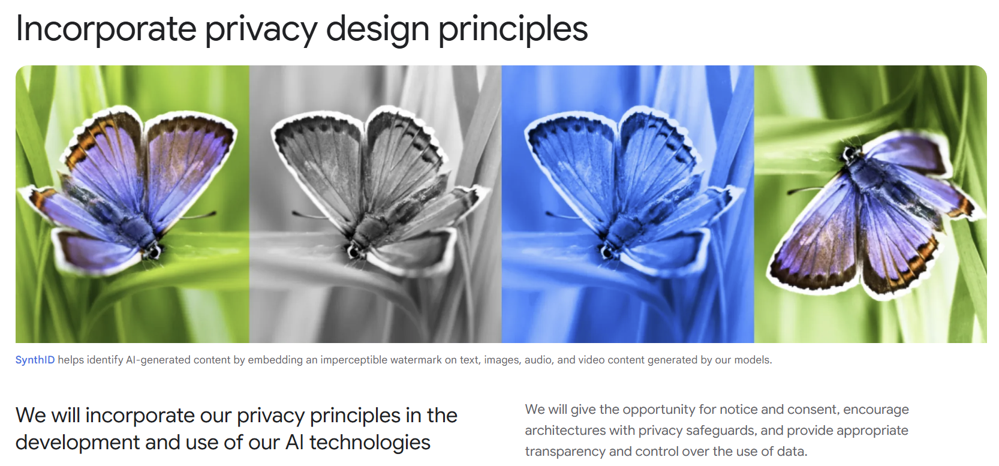 Incorporate privacy design principles
SynthID helps identify AI-generated content by embedding an imperceptible watermark on text, images, audio, and video content generated by our models.
We will incorporate our privacy principles in the
development and use of our AI technologies
We will give the opportunity for notice and consent, encourage
architectures with privacy safeguards, and provide appropriate
transparency and control over the use of data.